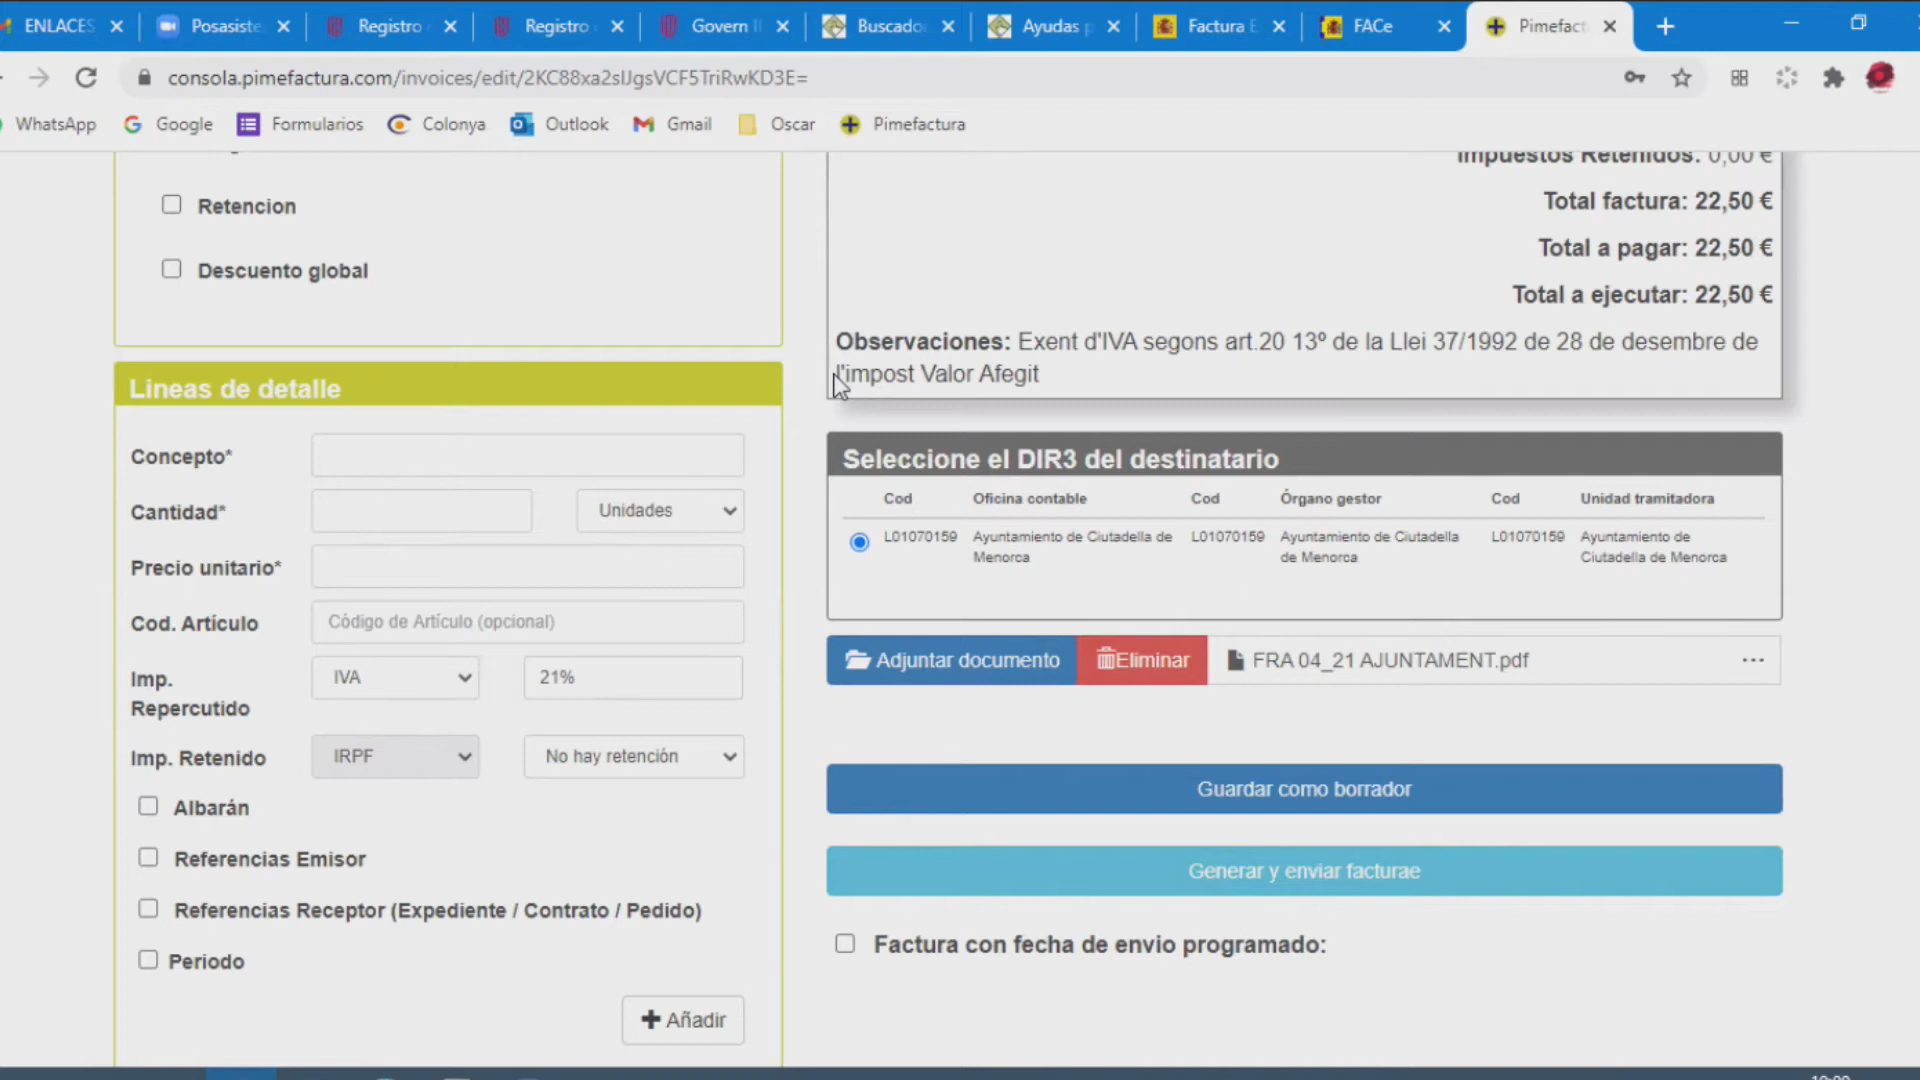 ENLACES
Posasiste
Registro
Registro
Govern Il
Buscado
Ayudas p
Factura E
FACe
Pimefact
consola.pimefactura.com/invoices/edit/
WhatsApp
Google
Formularios
Colonya
Outlook
Gmail
Oscar
Pimefactura
Retencion
Descuento global
Lineas de detalle
Concepto*
Cantidad*
Unidades
Precio unitario*
Cod. Artículo
Código de Artículo (opcional)
Imp.
Repercutido
IVA
21%
Imp. Retenido
IRPF
No hay retención
Albarán
Referencias Emisor
Referencias Receptor (Expediente / Contrato / Pedido)
Periodo
Añadir
Impuestos Retenidos: 0,00 €
Total factura: 22,50 €
Total a pagar: 22,50 €
Total a ejecutar: 22,50 €
Observaciones: Exent d'IVA segons art.20 13º de la Llei 37/1992 de 28 de desembre de
l'impost Valor Afegit
Seleccione el DIR3 del destinatario
Cod Oficina contable Cod Órgano gestor Cod Unidad tramitadora
L01070159 Ayuntamiento de Ciutadella de L01070159 Ayuntamiento de Ciutadella L01070159 Ayuntamiento de
Menorca de Menorca Ciutadella de Menorca
Adjuntar documento
Eliminar
FRA 04_21 AJUNTAMENT.pdf
Guardar como borrador
Generar y enviar facturae
Factura con fecha de envio programado: